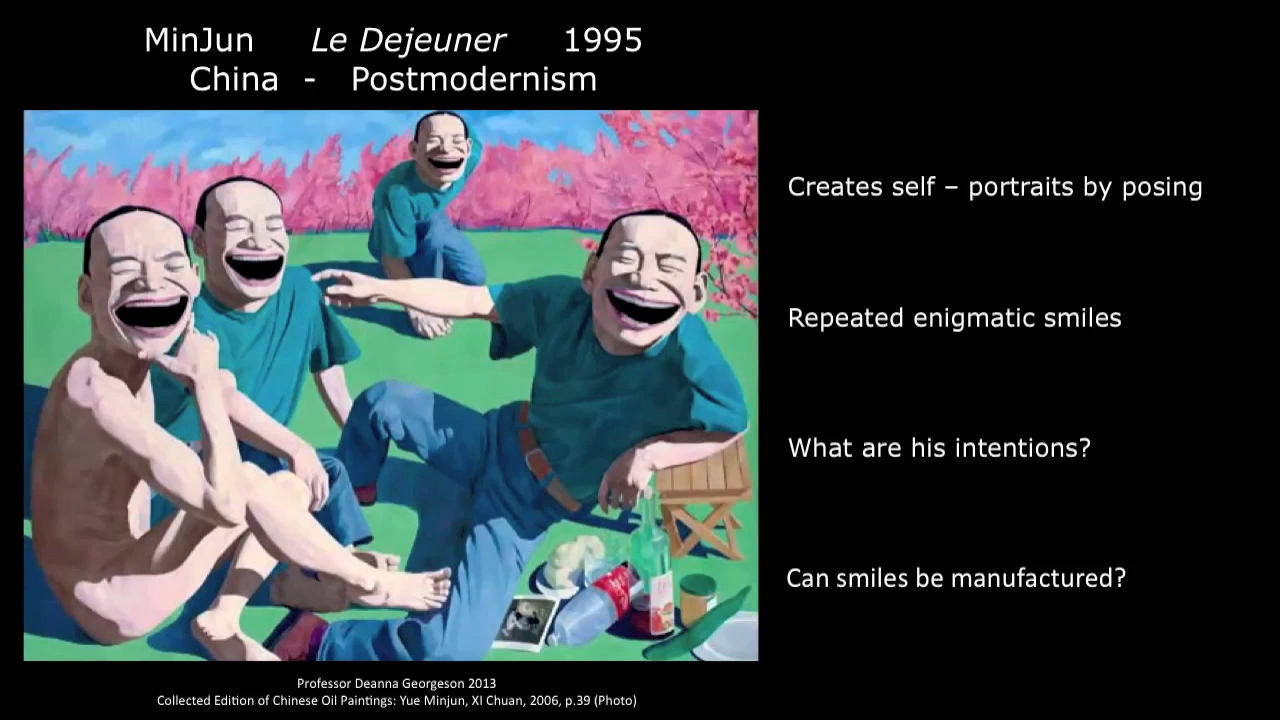 MinJun Le Dejeuner 1995
China - Postmodernism
Creates self – portraits by posing
Repeated enigmatic smiles
What are his intentions?
Can smiles be manufactured?
Professor Deanna Georgeson 2013
Collected Edition of Chinese Oil Paintings: Yue Minjun, XI Chuan, 2006, p.39 (Photo)